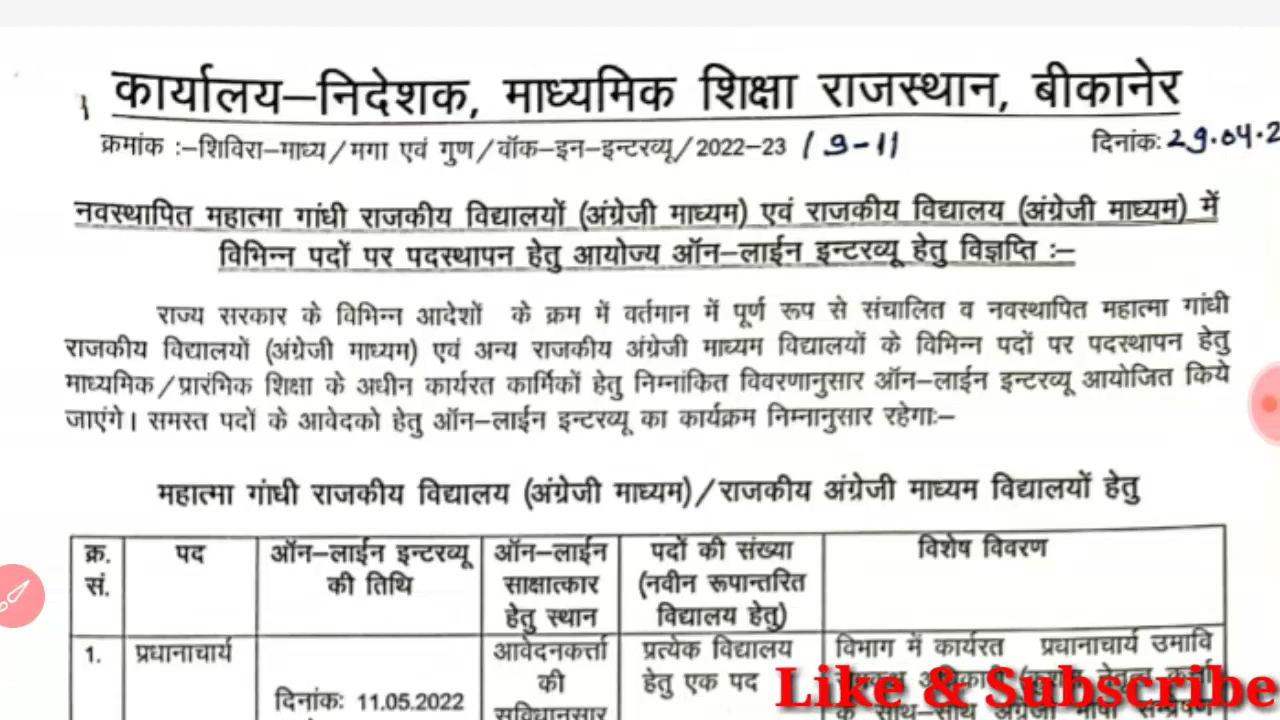 कार्यालय–निदेशक, माध्यमिक शिक्षा राजस्थान, बीकानेर
क्रमांक :–शिविरा–माध्य/मगा एवं गुण/वॉक–इन–इन्टरव्यू/2022–23 / 9-11 दिनांक: 29.04.2
नवस्थापित महात्मा गांधी राजकीय विद्यालयों (अंग्रेजी माध्यम) एवं राजकीय विद्यालय (अंग्रेजी माध्यम) में
विभिन्न पदों पर पदस्थापन हेतु आयोज्य ऑन–लाईन इन्टरव्यू हेतु विज्ञप्ति :–
राज्य सरकार के विभिन्न आदेशों के क्रम में वर्तमान में पूर्ण रूप से संचालित व नवस्थापित महात्मा गांधी
राजकीय विद्यालयों (अंग्रेजी माध्यम) एवं अन्य राजकीय अंग्रेजी माध्यम विद्यालयों के विभिन्न पदों पर पदस्थापन हेतु
माध्यमिक/प्रारंभिक शिक्षा के अधीन कार्यरत कार्मिकों हेतु निम्नांकित विवरणानुसार ऑन–लाईन इन्टरव्यू आयोजित किये
जाएंगे। समस्त पदों के आवेदको हेतु ऑन–लाईन इन्टरव्यू का कार्यक्रम निम्नानुसार रहेगाः–
महात्मा गांधी राजकीय विद्यालय (अंग्रेजी माध्यम)/राजकीय अंग्रेजी माध्यम विद्यालयों हेतु
क्र. सं.
पद
ऑन–लाईन इन्टरव्यू
की तिथि
ऑन–लाईन
साक्षात्कार
हेतु स्थान
पदों की संख्या
(नवीन रूपान्तरित
विद्यालय हेतु)
विशेष विवरण
1.
प्रधानाचार्य
दिनांक: 11.05.2022
आवेदनकर्त्ता
की
सुविधानुसार
प्रत्येक विद्यालय
हेतु एक पद
विभाग में कार्यरत प्रधानाचार्य उमावि
के साथ–साथ अंग्रेजी भाषा
Like & Subscribe